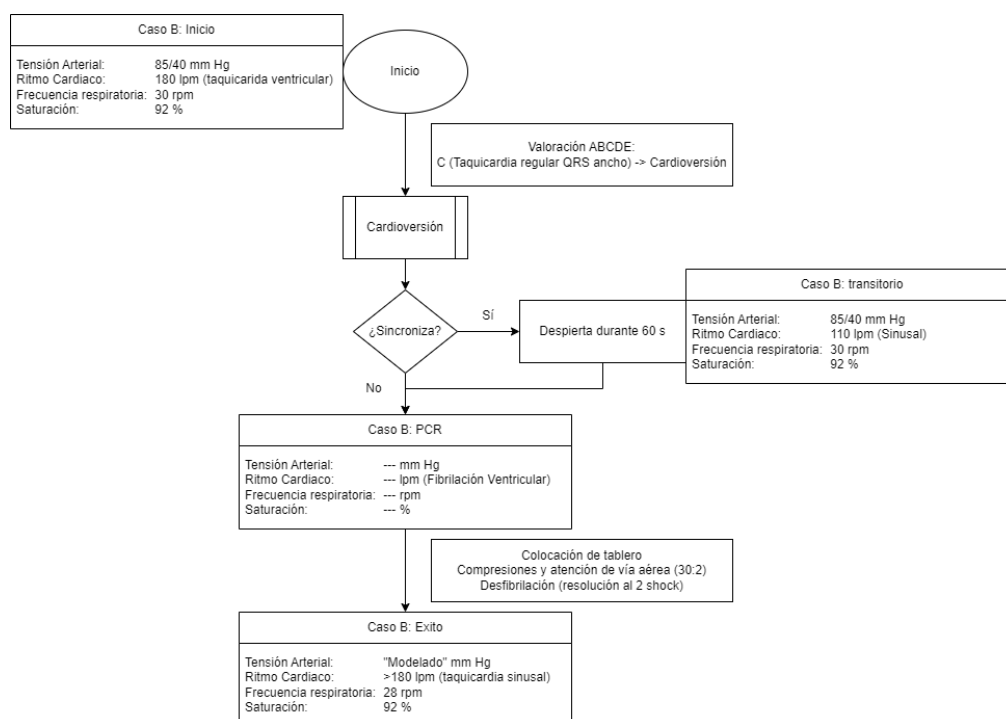 Caso B: Inicio
Tensión Arterial: 85/40 mm Hg
Ritmo Cardiaco: 180 lpm (taquicarida ventricular)
Frecuencia respiratoria: 30 rpm
Saturación: 92 %
Inicio
Valoración ABCDE:
C (Taquicardia regular QRS ancho) -> Cardioversión
Cardioversión
¿Sincroniza?
Sí
Despierta durante 60 s
Caso B: transitorio
Tensión Arterial: 85/40 mm Hg
Ritmo Cardiaco: 110 lpm (Sinusal)
Frecuencia respiratoria: 30 rpm
Saturación: 92 %
No
Caso B: PCR
Tensión Arterial: --- mm Hg
Ritmo Cardiaco: --- lpm (Fibrilación Ventricular)
Frecuencia respiratoria: --- rpm
Saturación: --- %
Colocación de tablero
Compresiones y atención de vía aérea (30:2)
Desfibrilación (resolución al 2 shock)
Caso B: Exito
Tensión Arterial: "Modelado" mm Hg
Ritmo Cardiaco: >180 lpm (taquicardia sinusal)
Frecuencia respiratoria: 28 rpm
Saturación: 92 %